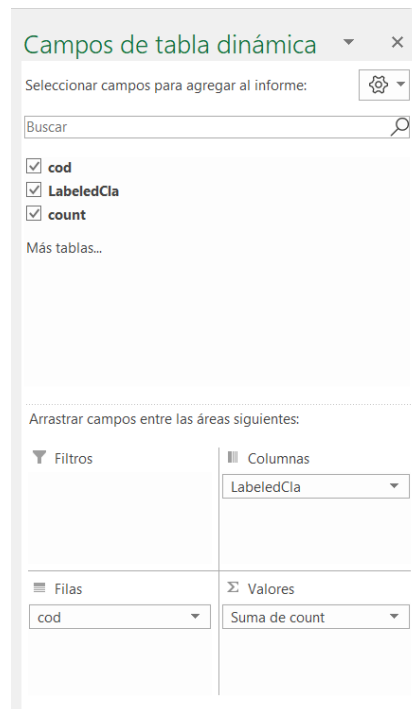 Campos de tabla dinámica
Seleccionar campos para agregar al informe:
Buscar
cod
LabeledCla
count
Más tablas...
Arrastrar campos entre las áreas siguientes:
Filtros
Columnas
LabeledCla
Filas
cod
Σ Valores
Suma de count